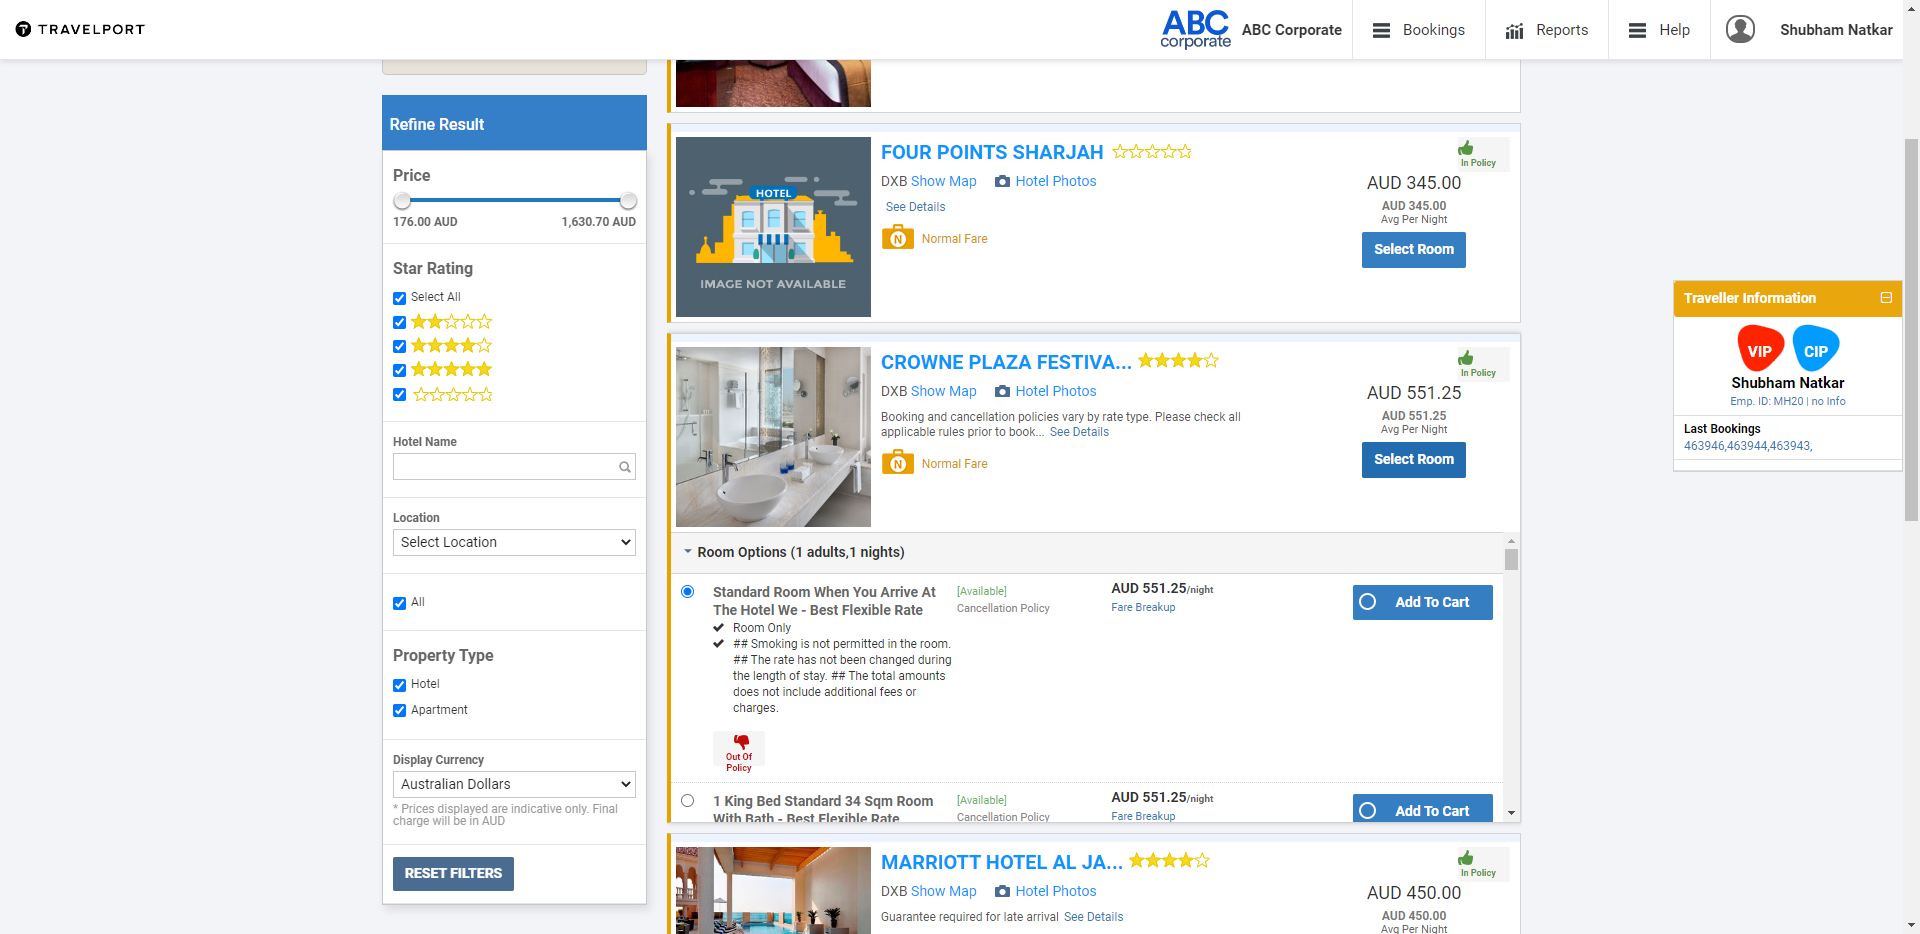 TRAVELPORT
ABC
corporate
ABC Corporate
Bookings
Reports
Help
Shubham Natkar
Refine Result
Price
176.00 AUD
1,630.70 AUD
Star Rating
Select All
Hotel Name
Location
Select Location
All
Property Type
Hotel
Apartment
Display Currency
Australian Dollars
* Prices displayed are indicative only. Final
charge will be in AUD
RESET FILTERS
HOTEL
IMAGE NOT AVAILABLE
FOUR POINTS SHARJAH
DXB Show Map Hotel Photos
See Details
N Normal Fare
In Policy
AUD 345.00
AUD 345.00
Avg Per Night
Select Room
CROWNE PLAZA FESTIVA...
DXB Show Map Hotel Photos
Booking and cancellation policies vary by rate type. Please check all
applicable rules prior to book... See Details
N Normal Fare
In Policy
AUD 551.25
AUD 551.25
Avg Per Night
Select Room
Room Options (1 adults,1 nights)
Standard Room When You Arrive At
The Hotel We - Best Flexible Rate
Room Only
## Smoking is not permitted in the room.
## The rate has not been changed during
the length of stay. ## The total amounts
does not include additional fees or
charges.
Out Of
Policy
[Available]
Cancellation Policy
AUD 551.25/night
Fare Breakup
Add To Cart
1 King Bed Standard 34 Sqm Room
With Bath - Best Flexible Rate
[Available]
Cancellation Policy
AUD 551.25/night
Fare Breakup
Add To Cart
MARRIOTT HOTEL AL JA...
DXB Show Map Hotel Photos
Guarantee required for late arrival See Details
In Policy
AUD 450.00
AUD 450.00
Avg Per Night
Traveller Information
VIP
CIP
Shubham Natkar
Emp. ID: MH20 | no Info
Last Bookings
463946,463944,463943,